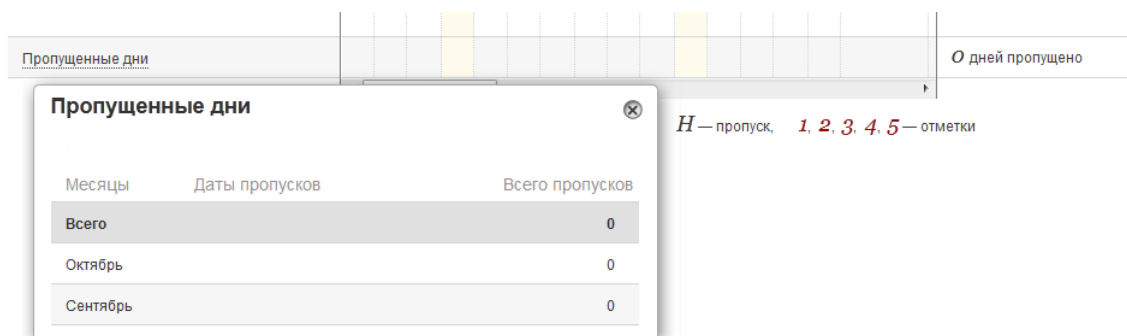 Пропущенные дни
0 дней пропущено
Пропущенные дни
Н — пропуск, 1, 2, 3, 4, 5 — отметки
Месяцы Даты пропусков Всего пропусков
Всего 0
Октябрь 0
Сентябрь 0